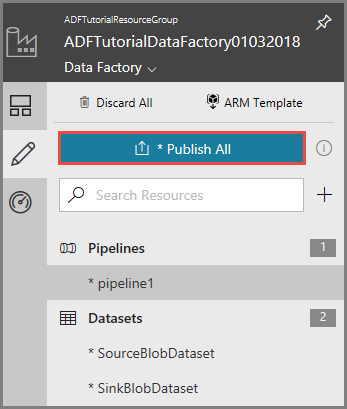 ADFTutorialResourceGroup
ADFTutorialDataFactory01032018
Data Factory
Discard All ARM Template
* Publish All
Search Resources
Pipelines 1
* pipeline1
Datasets 2
* SourceBlobDataset
* SinkBlobDataset